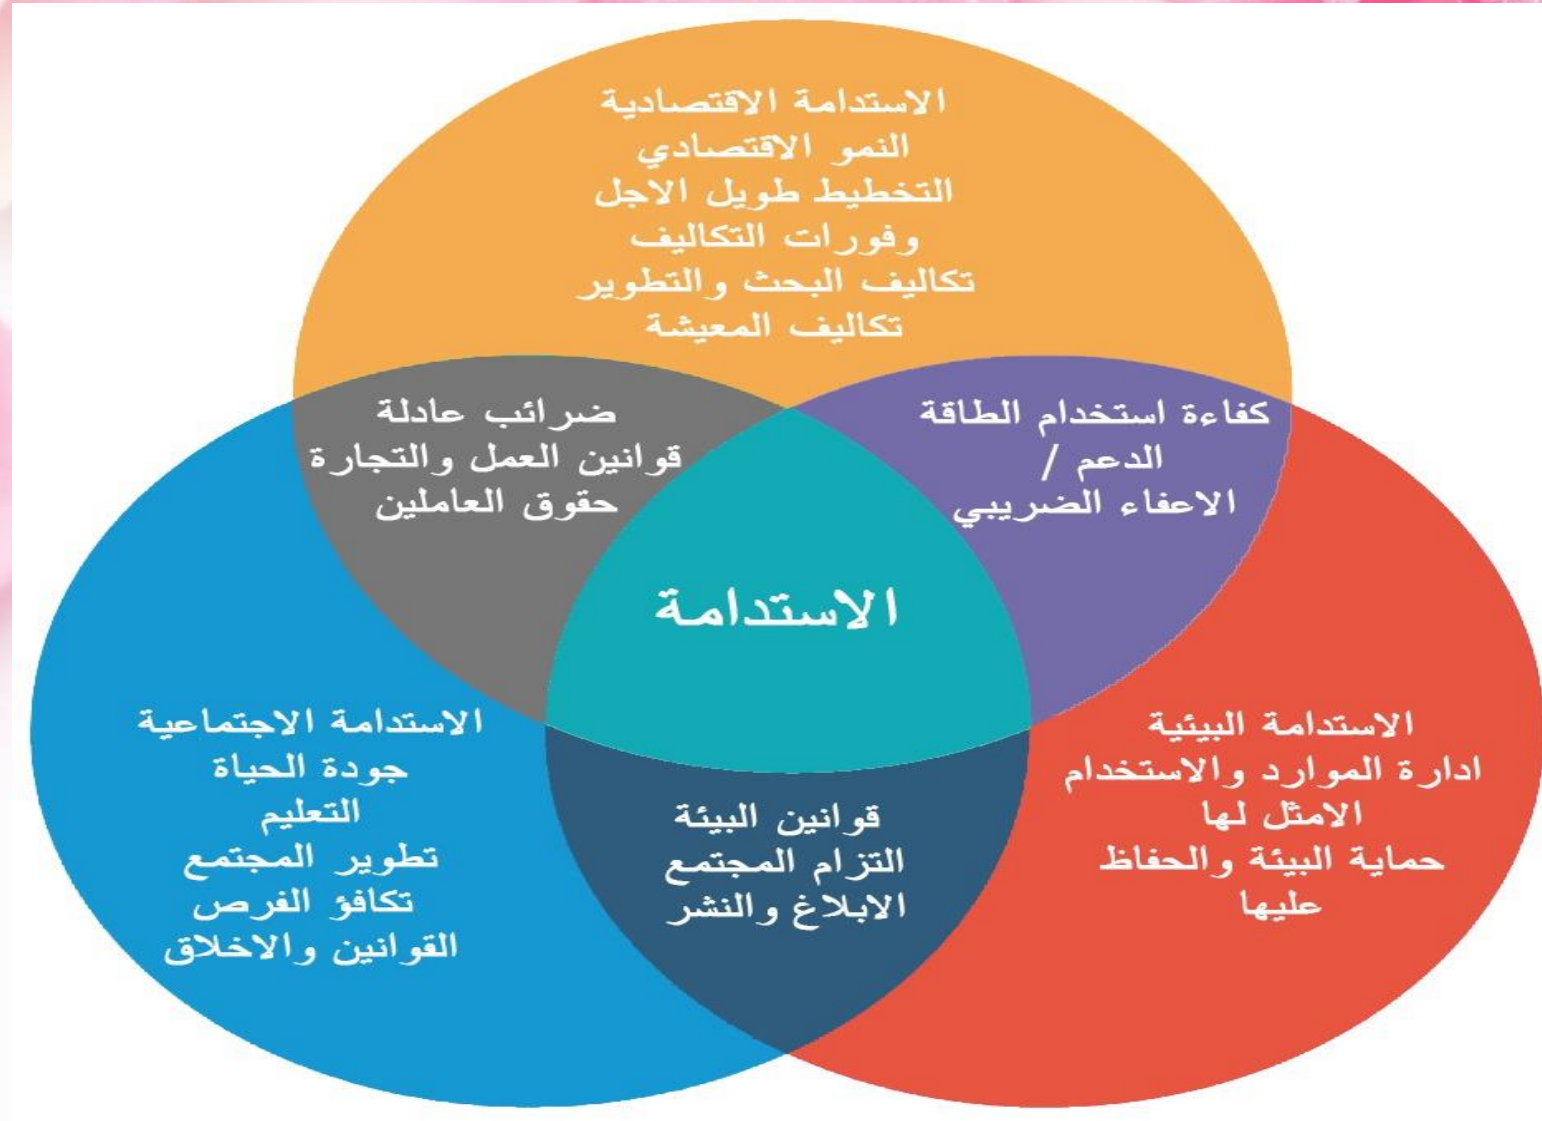 الاستدامة الاقتصادية
النمو الاقتصادي
التخطيط طويل الاجل
وفورات التكاليف
تكاليف البحث والتطوير
تكاليف المعيشة
كفاءة استخدام الطاقة
الدعم /
الاعفاء الضريبي
ضرائب عادلة
قوانين العمل والتجارة
حقوق العاملين
الاستدامة
الاستدامة البيئية
ادارة الموارد والاستخدام
الامثل لها
حماية البيئة والحفاظ
عليها
قوانين البيئة
التزام المجتمع
الابلاغ والنشر
الاستدامة الاجتماعية
جودة الحياة
التعليم
تطوير المجتمع
تكافؤ الفرص
القوانين والاخلاق